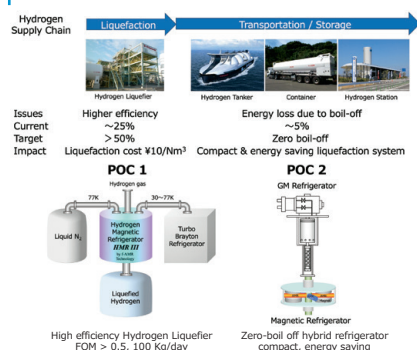 Hydrogen
Supply Chain
Liquefaction
Transportation / Storage
Hydrogen Liquefier
Hydrogen Tanker
Container
Hydrogen Station
Issues Higher efficiency Energy loss due to boil-off
Current ~25% ~5%
Target > 50% Zero boil-off
Impact Liquefaction cost ¥10/Nm³ Compact & energy saving liquefaction system
POC 1
Hydrogen gas
77K
30~77K
Liquid N₂
Hydrogen
Magnetic
Refrigerator
HMR III
Technology
Turbo
Brayton
Refrigerator
Liquefied
Hydrogen
High efficiency Hydrogen Liquefier
FOM > 0.5, 100 Kg/day
POC 2
GM Refrigerator
Magnetic Refrigerator
Zero-boil off hybrid refrigerator
compact, energy saving